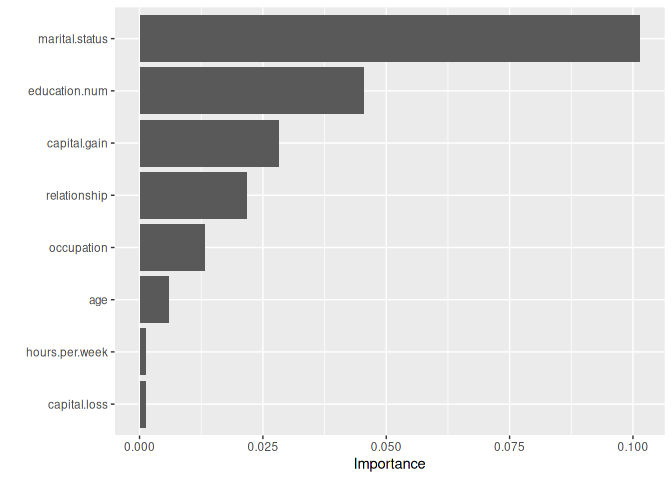 marital.status
education.num
capital.gain
relationship
occupation
age
hours.per.week
capital.loss
0.000 0.025 0.050 0.075 0.100
Importance